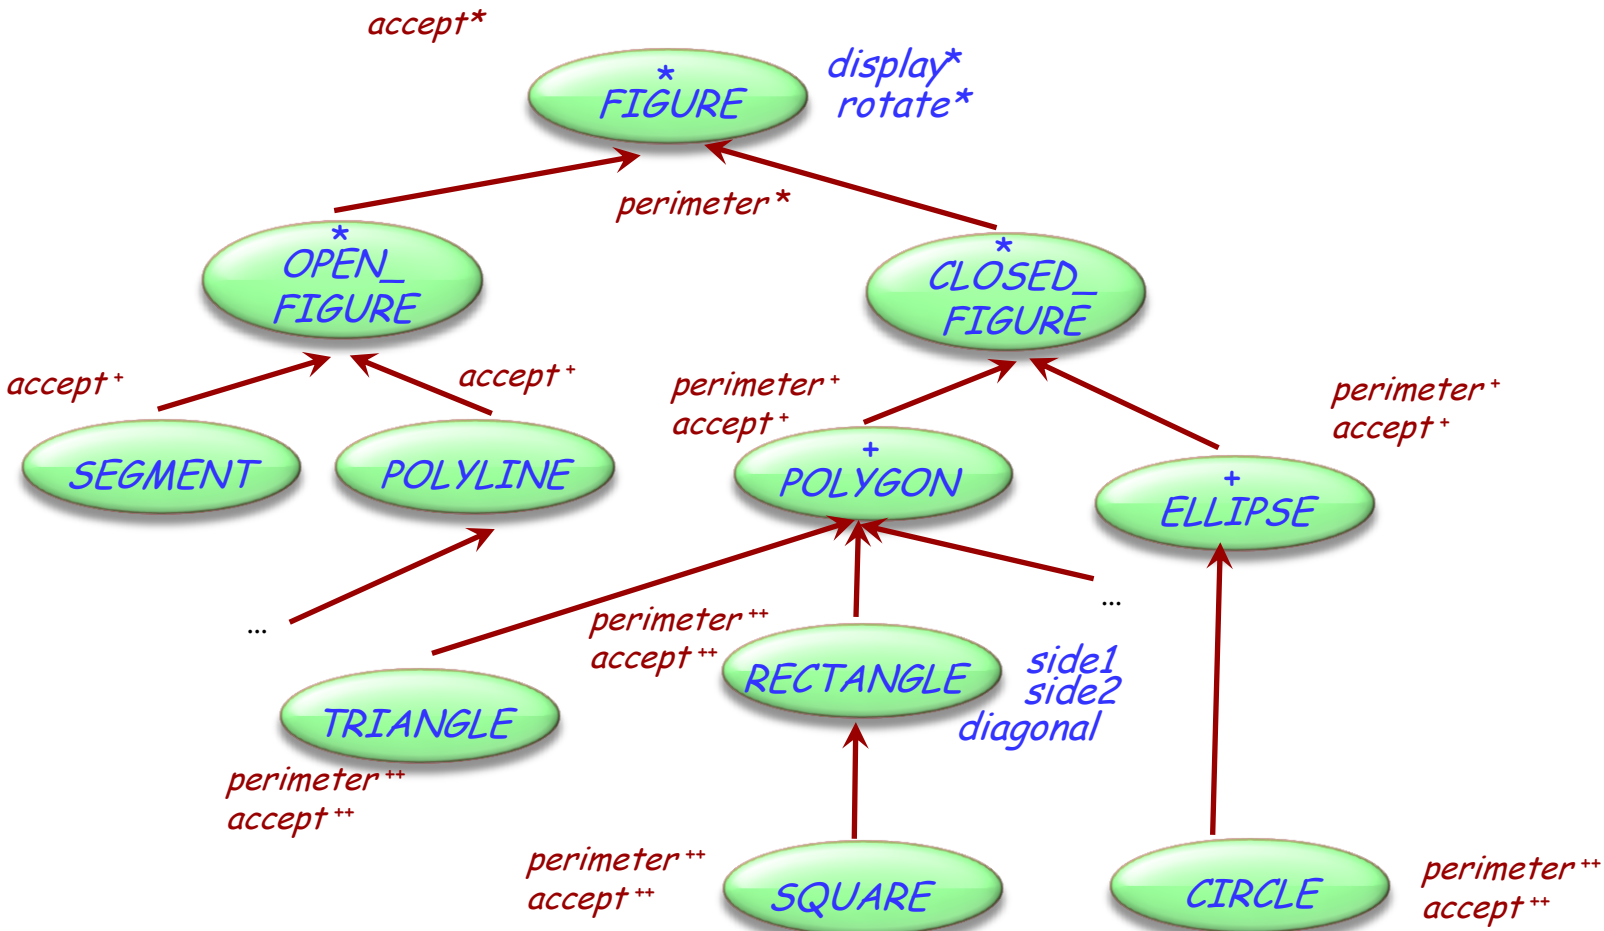 accept*
*
FIGURE
display*
rotate*
perimeter*
*
OPEN_
FIGURE
*
CLOSED_
FIGURE
accept+
accept+
perimeter+
accept+
perimeter+
accept+
SEGMENT
POLYLINE
+
POLYGON
+
ELLIPSE
...
...
perimeter++
accept++
RECTANGLE
side1
side2
diagonal
TRIANGLE
perimeter++
accept++
perimeter++
accept++
SQUARE
CIRCLE
perimeter++
accept++